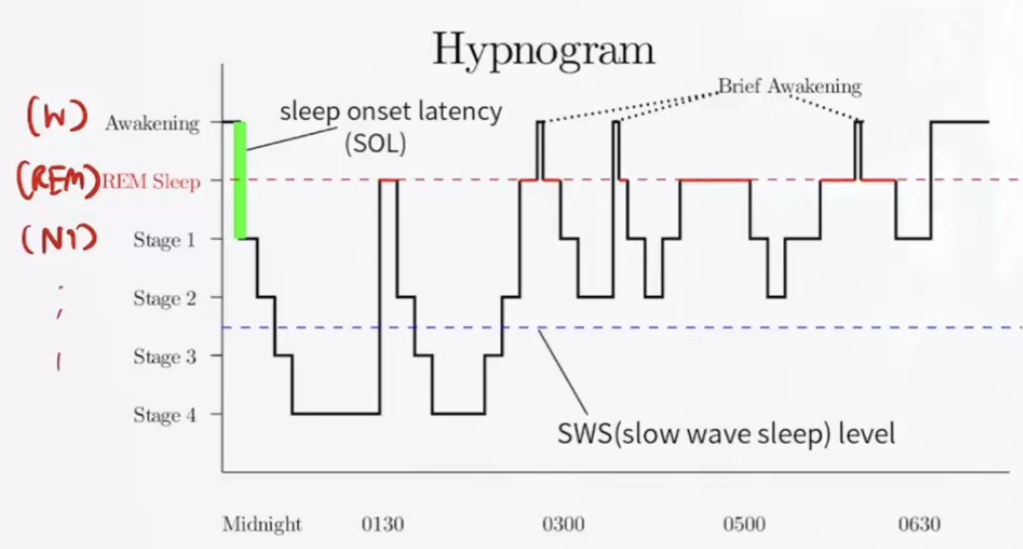 Hypnogram
Brief Awakening
sleep onset latency
(SOL)
(W) Awakening
(REM) REM Sleep
(N1) Stage 1
Stage 2
Stage 3
Stage 4
SWS(slow wave sleep) level
Midnight 0130 0300 0500 0630